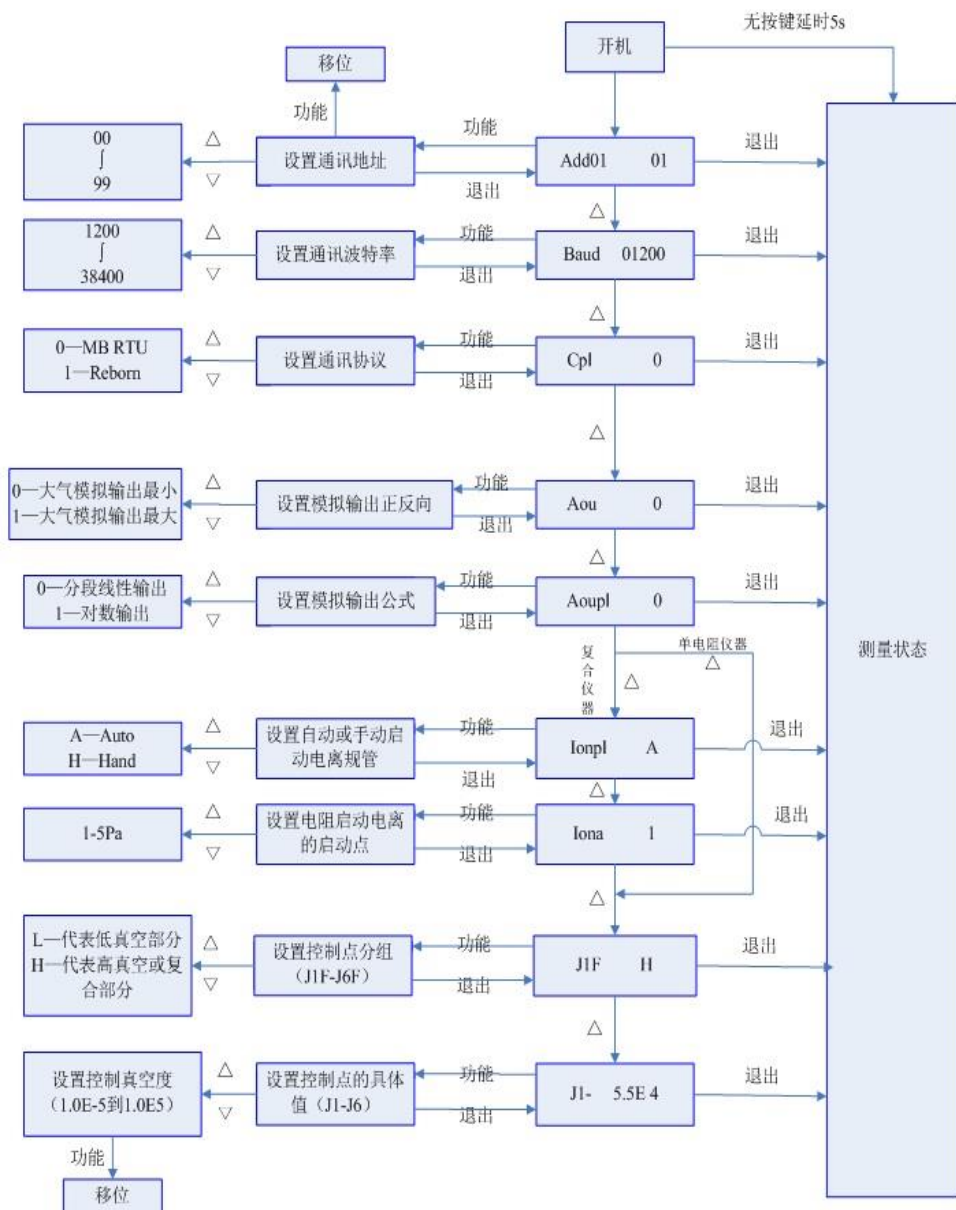 无按键延时5s
开机
移位
功能
00
∫
99
△
▽
设置通讯地址
功能
退出
Add01 01
退出
△
1200
∫
38400
△
▽
设置通讯波特率
功能
退出
Baud 01200
退出
△
0—MB RTU
1—Reborn
△
▽
设置通讯协议
功能
退出
Cpl 0
退出
△
0—大气模拟输出最小
1—大气模拟输出最大
△
▽
设置模拟输出正反向
功能
退出
Aou 0
退出
△
0—分段线性输出
1—对数输出
△
▽
设置模拟输出公式
功能
退出
Aoupl 0
退出
测量状态
复合仪器
△
单电阻仪器
△
A—Auto
H—Hand
△
▽
设置自动或手动启
动电离规管
功能
退出
Ionpl A
退出
△
1-5Pa
△
▽
设置电阻启动电离
的启动点
功能
退出
Iona 1
退出
△
L—代表低真空部分
H—代表高真空或复
合部分
△
▽
设置控制点分组
（J1F-J6F）
功能
退出
J1F H
退出
△
设置控制真空度
（1.0E-5到1.0E5）
△
▽
设置控制点的具体
值（J1-J6）
功能
退出
J1- 5.5E 4
退出
功能
移位